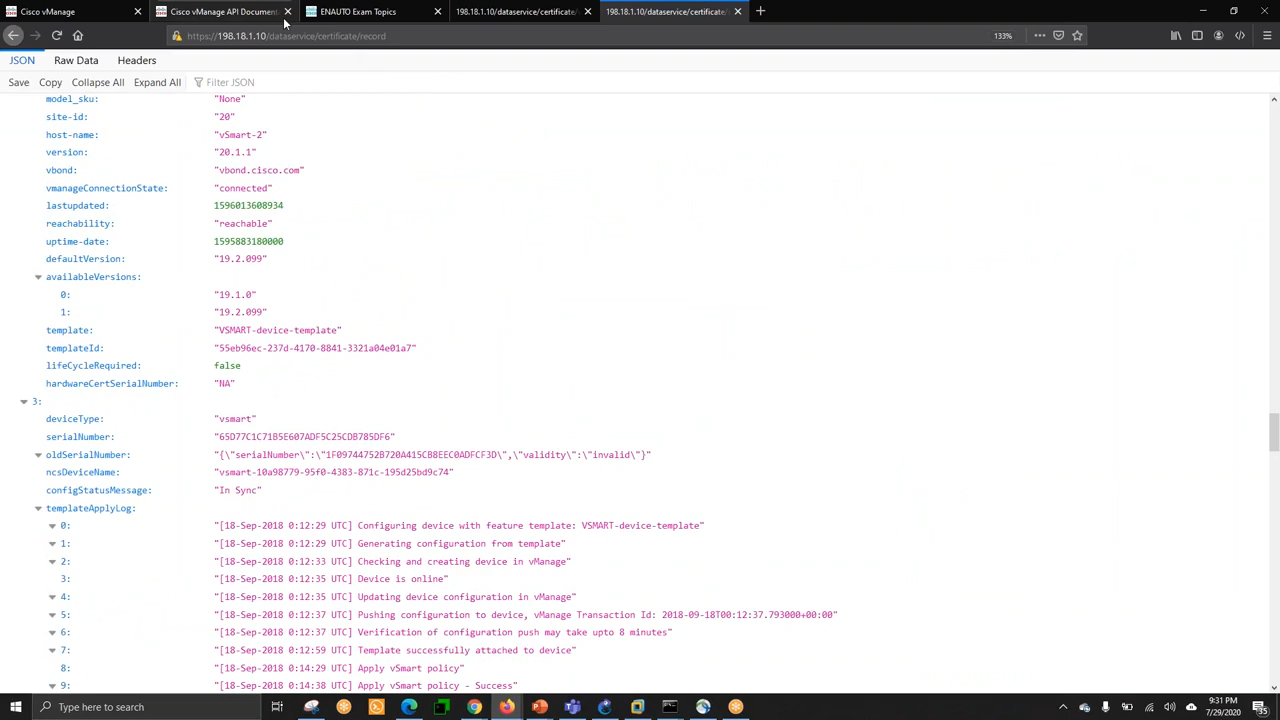 Cisco vManage
Cisco vManage API Document
ENAUTO Exam Topics
198.18.1.10/dataservice/certificate/
198.18.1.10/dataservice/certificate/
https://198.18.1.10/dataservice/certificate/record
133%
JSON
Raw Data
Headers
Save
Copy
Collapse All
Expand All
Filter JSON
model_sku: "None"
site-id: "20"
host-name: "vSmart-2"
version: "20.1.1"
vbond: "vbond.cisco.com"
vmanageConnectionState: "connected"
lastupdated: 1596013608934
reachability: "reachable"
uptime-date: 1595883180000
defaultVersion: "19.2.099"
availableVersions:
0: "19.1.0"
1: "19.2.099"
template: "VSMART-device-template"
templateId: "55eb96ec-237d-4170-8841-3321a04e01a7"
lifeCycleRequired: false
hardwareCertSerialNumber: "NA"
3:
deviceType: "vsmart"
serialNumber: "65D77C1C71B5E607ADF5C25CDB785DF6"
oldSerialNumber: "{\"serialNumber\":\"1F09744752B720A415CB8EEC0ADFCF3D\",\"validity\":\"invalid\"}"
ncsDeviceName: "vsmart-10a98779-95f0-4383-871c-195d25bd9c74"
configStatusMessage: "In Sync"
templateApplyLog:
0: "[18-Sep-2018 0:12:29 UTC] Configuring device with feature template: VSMART-device-template"
1: "[18-Sep-2018 0:12:29 UTC] Generating configuration from template"
2: "[18-Sep-2018 0:12:33 UTC] Checking and creating device in vManage"
3: "[18-Sep-2018 0:12:35 UTC] Device is online"
4: "[18-Sep-2018 0:12:35 UTC] Updating device configuration in vManage"
5: "[18-Sep-2018 0:12:37 UTC] Pushing configuration to device, vManage Transaction Id: 2018-09-18T00:12:37.793000+00:00"
6: "[18-Sep-2018 0:12:37 UTC] Verification of configuration push may take upto 8 minutes"
7: "[18-Sep-2018 0:12:59 UTC] Template successfully attached to device"
8: "[18-Sep-2018 0:14:29 UTC] Apply vSmart policy"
9: "[18-Sep-2018 0:14:38 UTC] Apply vSmart policy - Success"
Type here to search
9:31 PM
7/29/2020